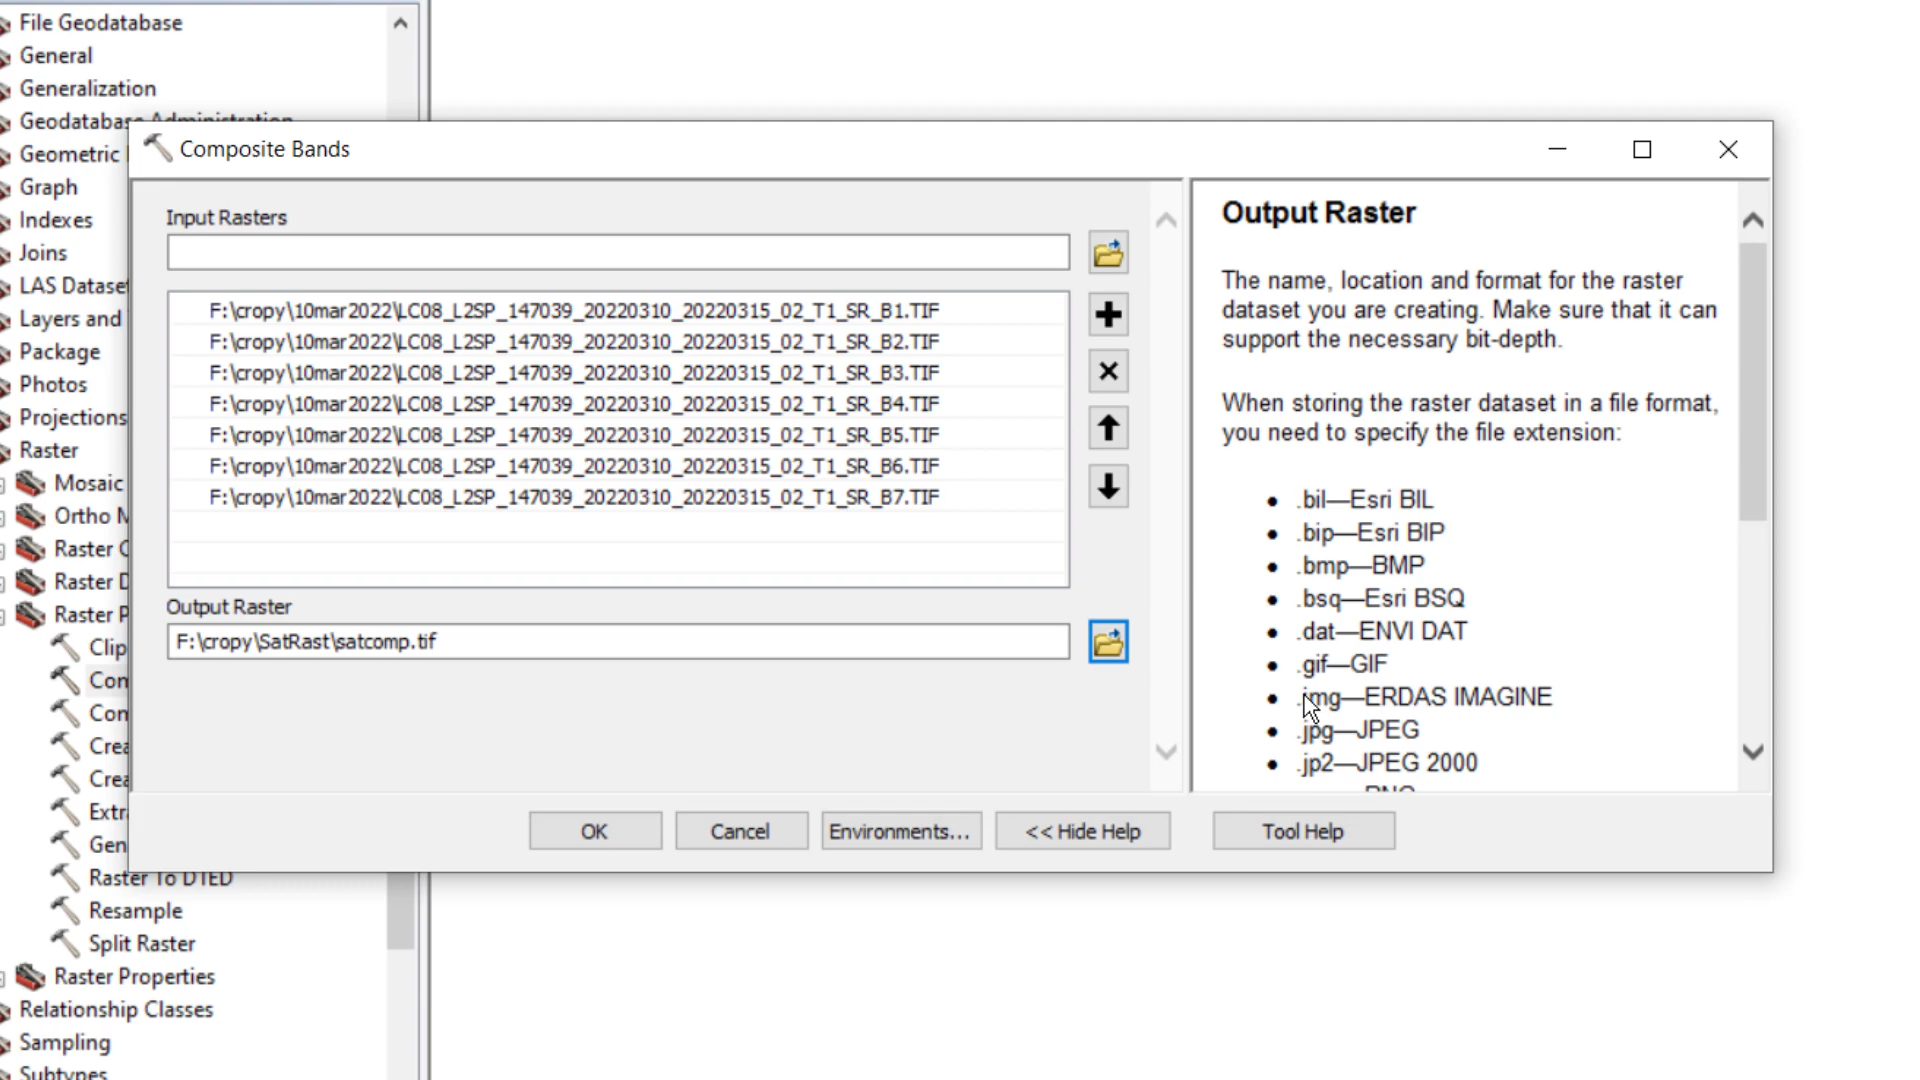 File Geodatabase
General
Generalization
Geodatabase Administration
Geometric
Graph
Indexes
Joins
LAS Dataset
Layers and
Package
Photos
Projections
Raster
Mosaic
Ortho M
Raster
Raster
Raster P
Clip
Com
Com
Crea
Crea
Extr
Gen
Raster To DTED
Resample
Split Raster
Raster Properties
Relationship Classes
Sampling
Subtypes
Composite Bands
Input Rasters
F:\cropy\10mar2022\LC08_L2SP_147039_20220310_20220315_02_T1_SR_B1.TIF
F:\cropy\10mar2022\LC08_L2SP_147039_20220310_20220315_02_T1_SR_B2.TIF
F:\cropy\10mar2022\LC08_L2SP_147039_20220310_20220315_02_T1_SR_B3.TIF
F:\cropy\10mar2022\LC08_L2SP_147039_20220310_20220315_02_T1_SR_B4.TIF
F:\cropy\10mar2022\LC08_L2SP_147039_20220310_20220315_02_T1_SR_B5.TIF
F:\cropy\10mar2022\LC08_L2SP_147039_20220310_20220315_02_T1_SR_B6.TIF
F:\cropy\10mar2022\LC08_L2SP_147039_20220310_20220315_02_T1_SR_B7.TIF
Output Raster
F:\cropy\SatRast\satcomp.tif
Output Raster
The name, location and format for the raster
dataset you are creating. Make sure that it can
support the necessary bit-depth.
When storing the raster dataset in a file format,
you need to specify the file extension:
• .bil—Esri BIL
• .bip—Esri BIP
• .bmp—BMP
• .bsq—Esri BSQ
• .dat—ENVI DAT
• .gif—GIF
• .img—ERDAS IMAGINE
• .jpg—JPEG
• .jp2—JPEG 2000
OK
Cancel
Environments...
<< Hide Help
Tool Help